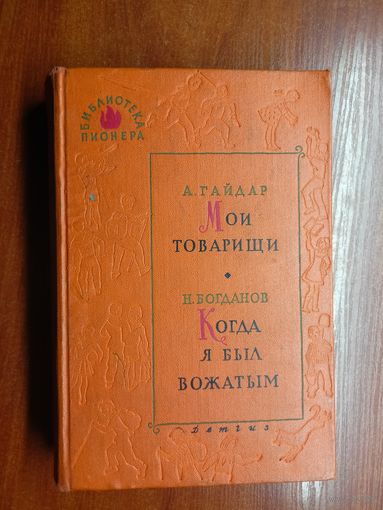 БИБЛИОТЕКА
ПИОНЕРА
А. ГАЙДАР
МОИ
ТОВАРИЩИ
Н. БОГДАНОВ
КОГДА
Я БЫЛ
ВОЖАТЫМ
Детгиз